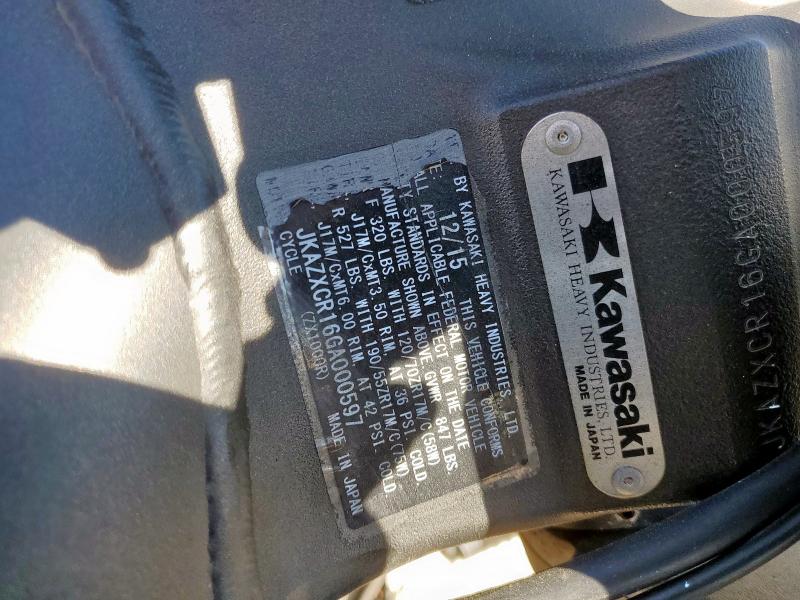 BY KAWASAKI HEAVY INDUSTRIES, LTD.
12/15 THIS VEHICLE CONFORMS
ALL APPLICABLE FEDERAL MOTOR VEHICLE
STANDARDS IN EFFECT ON THE DATE
MANUFACTURE SHOWN ABOVE. GVWR 847 LBS
F 320 LBS. WITH 120/70ZR17M/C(58W)
J17M/CxMT3.50 RIM, AT 36 PSI COLD
R 527 LBS. WITH 190/55ZR17M/C(75W)
J17M/CxMT6.00 RIM, AT 42 PSI COLD.
JKAZXCR16GA000597 MADE IN JAPAN
CYCLE (ZX1000R)
Kawasaki
KAWASAKI HEAVY INDUSTRIES, LTD.
MADE IN JAPAN
JKAZXCR16GA000597